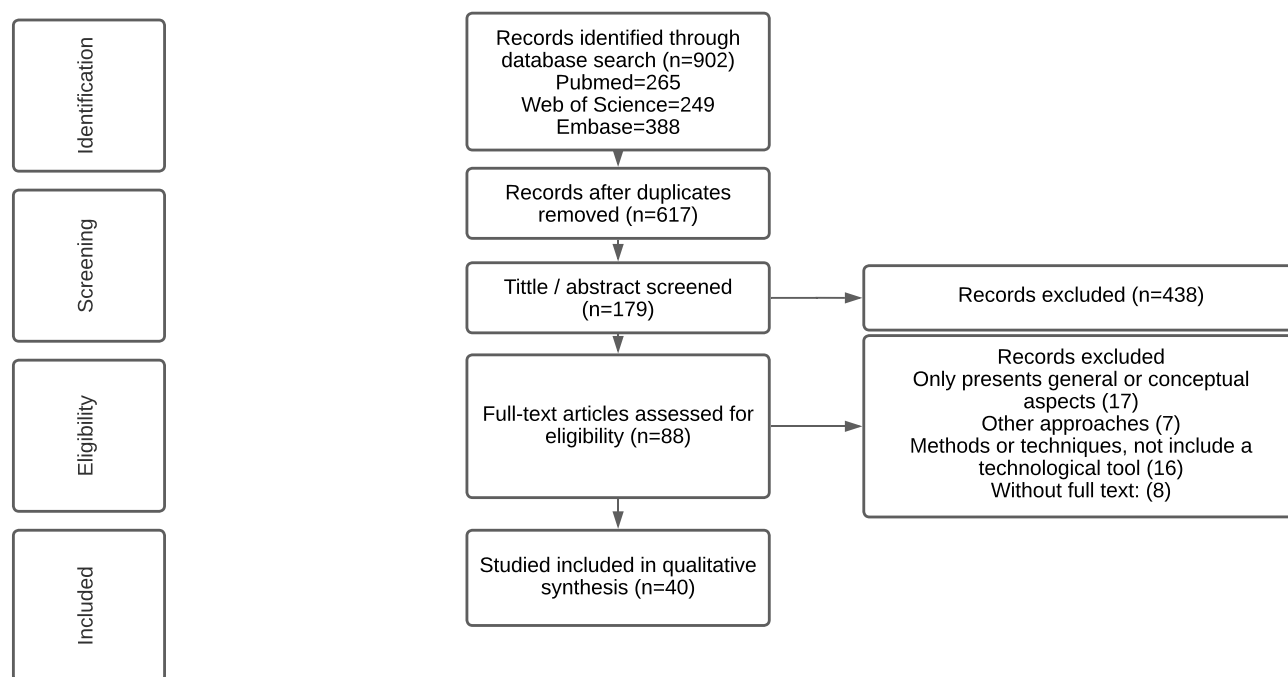 Identification
Records identified through
database search (n=902)
Pubmed=265
Web of Science=249
Embase=388
Records after duplicates
removed (n=617)
Screening
Tittle / abstract screened
(n=179)
Records excluded (n=438)
Eligibility
Full-text articles assessed for
eligibility (n=88)
Records excluded
Only presents general or conceptual
aspects (17)
Other approaches (7)
Methods or techniques, not include a
technological tool (16)
Without full text: (8)
Included
Studied included in qualitative
synthesis (n=40)